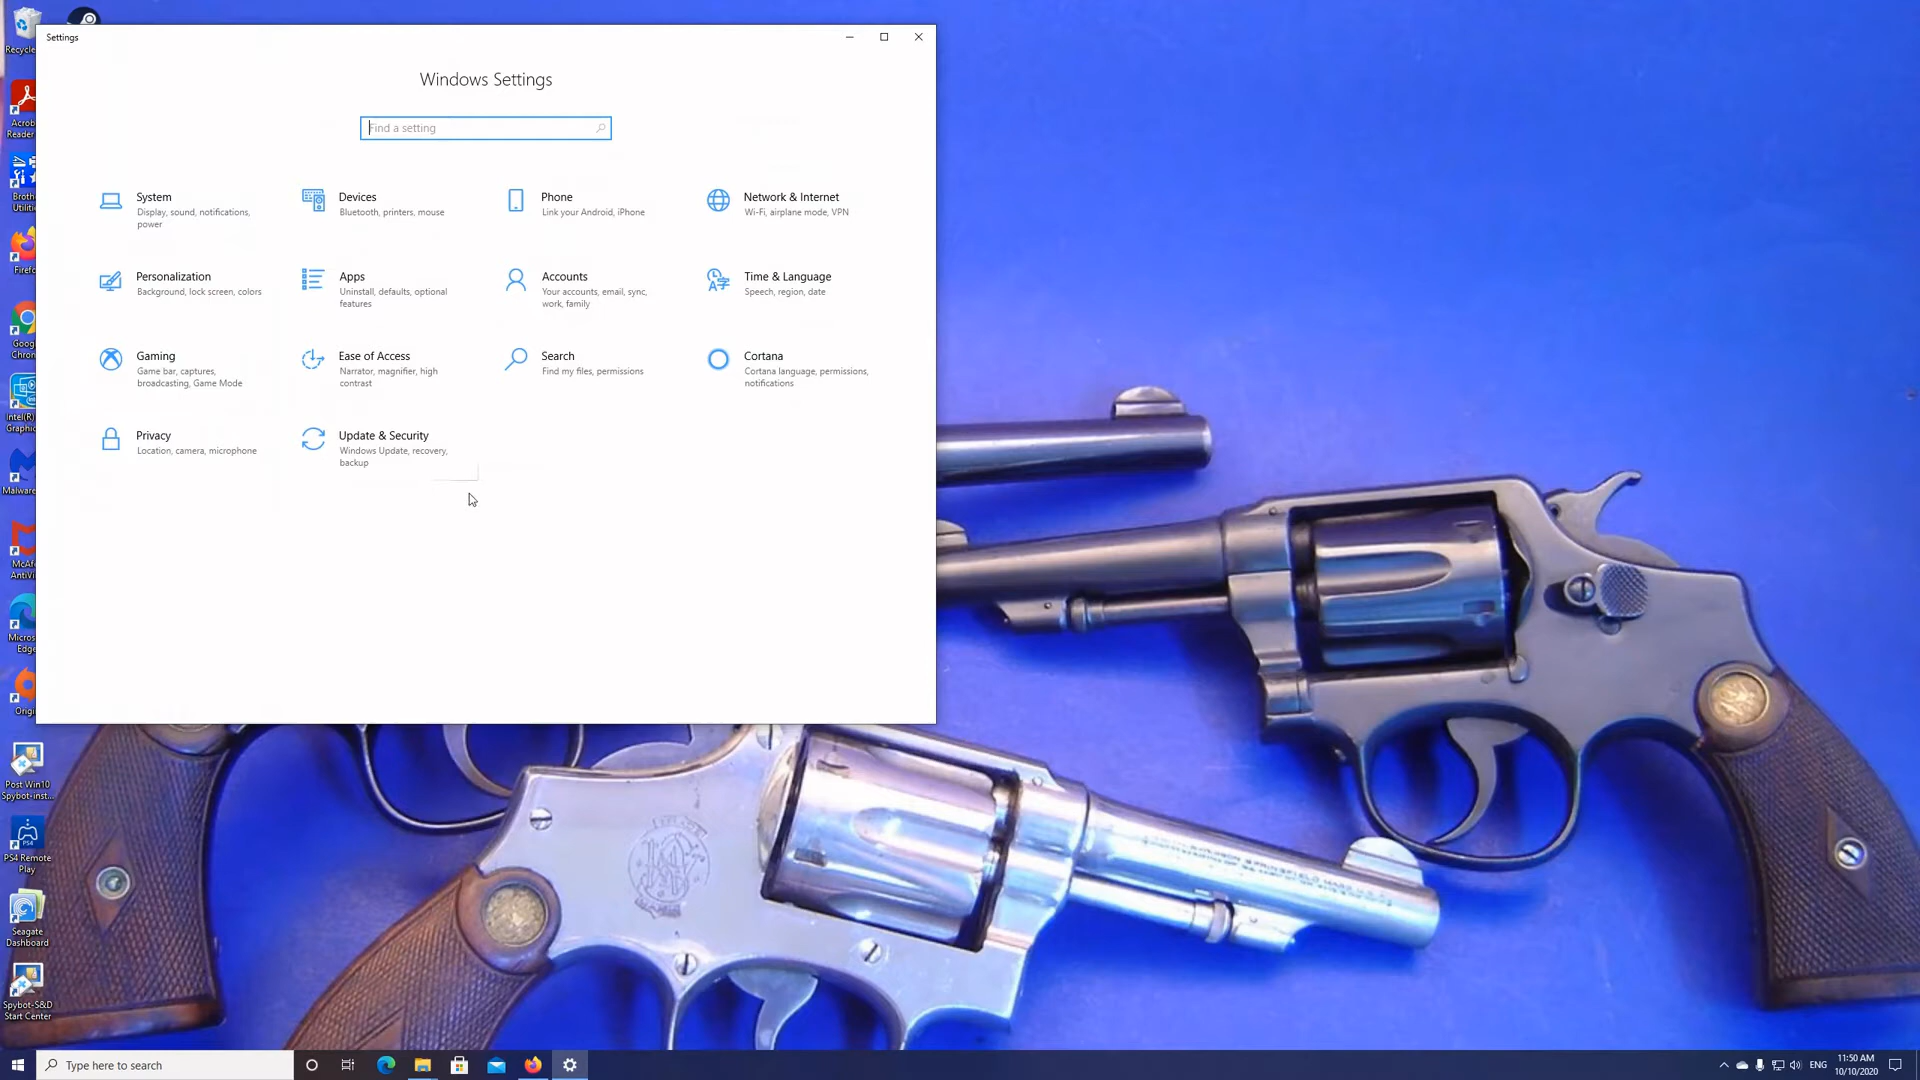 Settings
Windows Settings
Find a setting
System
Display, sound, notifications,
power
Devices
Bluetooth, printers, mouse
Phone
Link your Android, iPhone
Network & Internet
Wi-Fi, airplane mode, VPN
Personalization
Background, lock screen, colors
Apps
Uninstall, defaults, optional
features
Accounts
Your accounts, email, sync,
work, family
Time & Language
Speech, region, date
Gaming
Game bar, captures,
broadcasting, Game Mode
Ease of Access
Narrator, magnifier, high
contrast
Search
Find my files, permissions
Cortana
Cortana language, permissions,
notifications
Privacy
Location, camera, microphone
Update & Security
Windows Update, recovery,
backup
Recycle
Acrob
Reader
Broth
Utiliti
Firefo
Goog
Chron
Intel(R)
Graphi
Malware
McAf
AntiVi
Micros
Edge
Origi
Post Win10
Spybot-inst...
PS4 Remote
Play
Seagate
Dashboard
Spybot-S&D
Start Center
Type here to search
ENG
11:50 AM
10/10/2020